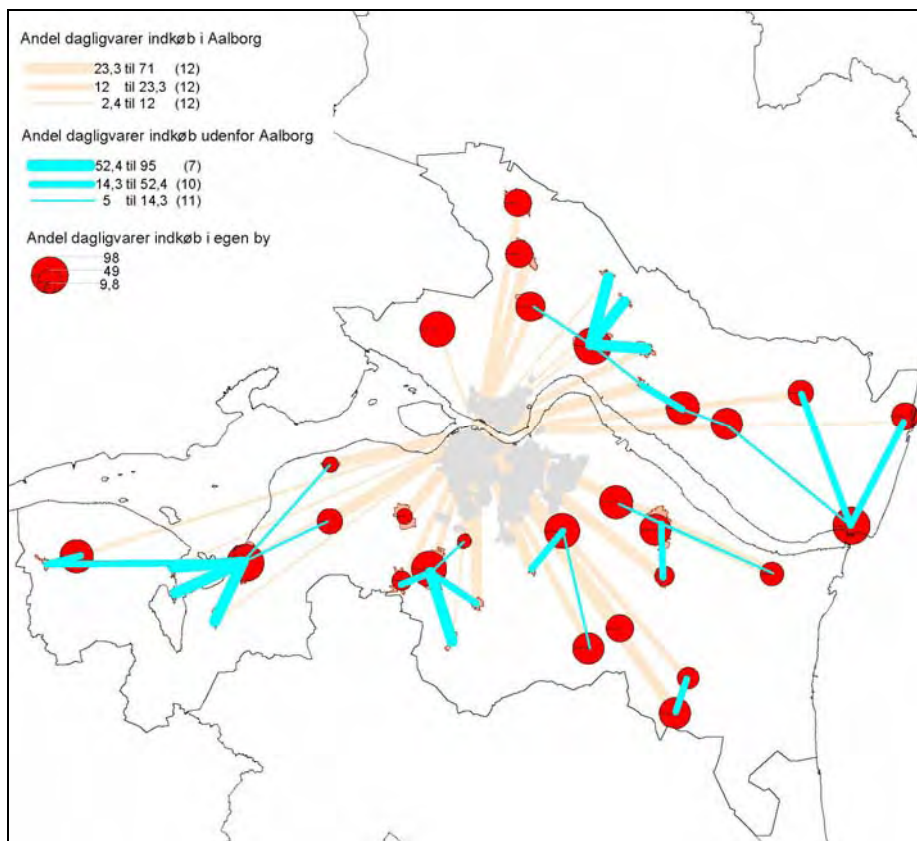 Andel dagligvarer indkøb i Aalborg
23,3 til 71 (12)
12 til 23,3 (12)
2,4 til 12 (12)
Andel dagligvarer indkøb udenfor Aalborg
52,4 til 95 (7)
14,3 til 52,4 (10)
5 til 14,3 (11)
Andel dagligvarer indkøb i egen by
98
49
9,8